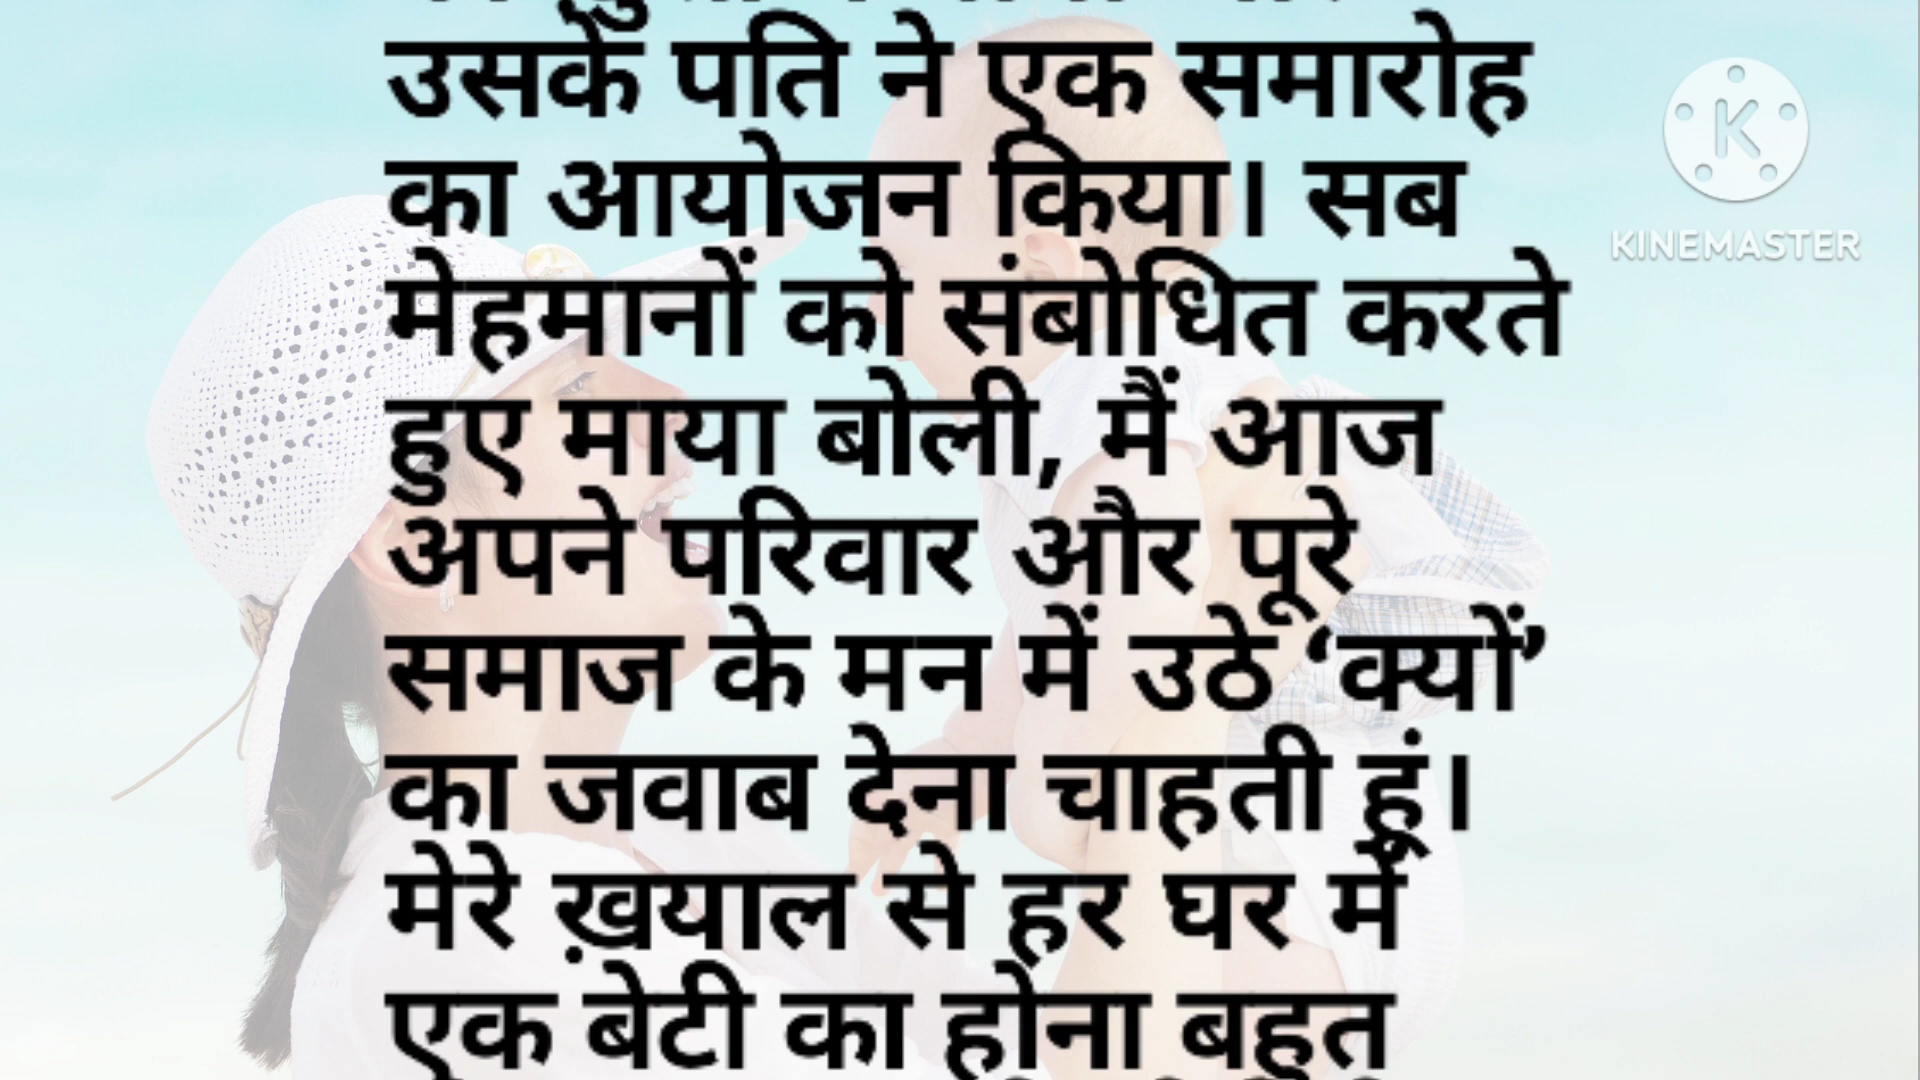 उसके पति ने एक समारोह
का आयोजन किया। सब
मेहमानों को संबोधित करते
हुए माया बोली, मैं आज
अपने परिवार और पूरे
समाज के मन में उठे ‘क्यों’
का जवाब देना चाहती हूं।
मेरे ख़याल से हर घर में
एक बेटी का होना बहुत
KINEMASTER